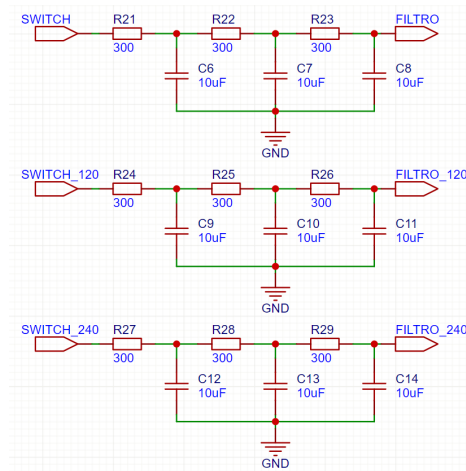 SWITCH R21 R22 R23 FILTRO
300 300 300
C6 C7 C8
10uF 10uF 10uF
GND
SWITCH_120 R24 R25 R26 FILTRO_120
300 300 300
C9 C10 C11
10uF 10uF 10uF
GND
SWITCH_240 R27 R28 R29 FILTRO_240
300 300 300
C12 C13 C14
10uF 10uF 10uF
GND